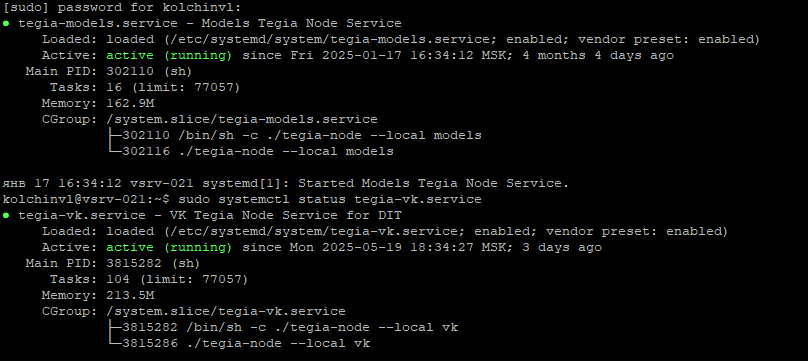 [sudo] password for kolchinvl:
● tegia-models.service - Models Tegia Node Service
Loaded: loaded (/etc/systemd/system/tegia-models.service; enabled; vendor preset: enabled)
Active: active (running) since Fri 2025-01-17 16:34:12 MSK; 4 months 4 days ago
Main PID: 302110 (sh)
Tasks: 16 (limit: 77057)
Memory: 162.9M
CGroup: /system.slice/tegia-models.service
├─302110 /bin/sh -c ./tegia-node --local models
└─302116 ./tegia-node --local models

янв 17 16:34:12 vsrv-021 systemd[1]: Started Models Tegia Node Service.
kolchinvl@vsrv-021:~$ sudo systemctl status tegia-vk.service
● tegia-vk.service - VK Tegia Node Service for DIT
Loaded: loaded (/etc/systemd/system/tegia-vk.service; enabled; vendor preset: enabled)
Active: active (running) since Mon 2025-05-19 18:34:27 MSK; 3 days ago
Main PID: 3815282 (sh)
Tasks: 104 (limit: 77057)
Memory: 213.5M
CGroup: /system.slice/tegia-vk.service
├─3815282 /bin/sh -c ./tegia-node --local vk
└─3815286 ./tegia-node --local vk